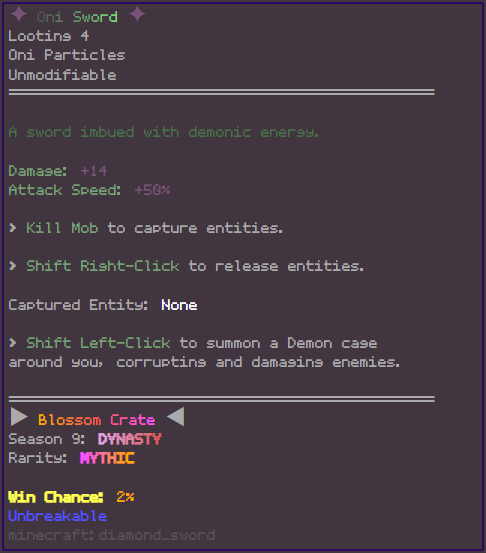 ✦ Oni Sword ✦
Looting 4
Oni Particles
Unmodifiable
A sword imbued with demonic energy.
Damage: +14
Attack Speed: +50%
> Kill Mob to capture entities.
> Shift Right-Click to release entities.
Captured Entity: None
> Shift Left-Click to summon a Demon cage
around you, corrupting and damaging enemies.
▶ Blossom Crate ◀
Season 9: DYNASTY
Rarity: MYTHIC
Win Chance: 2%
Unbreakable
minecraft:diamond_sword